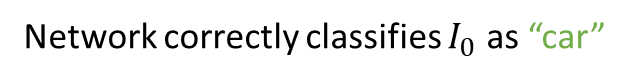 Network correctly classifies I₀ as “car”